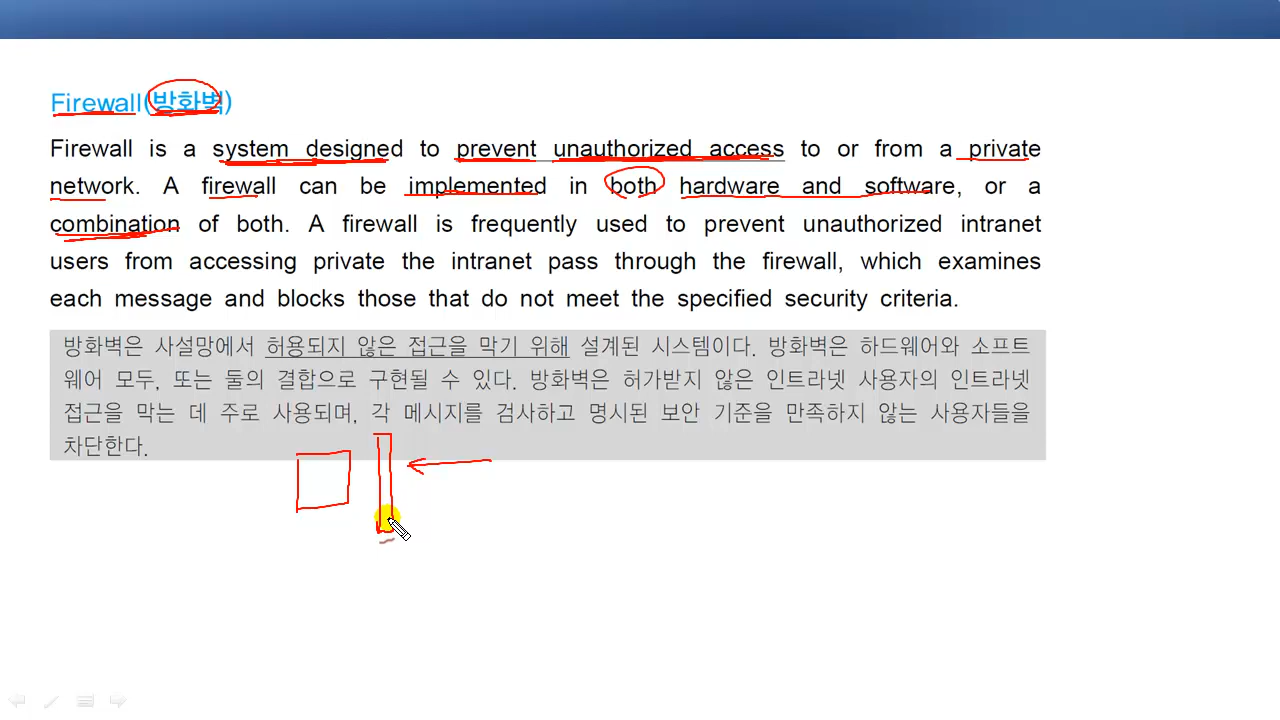 Firewall(방화벽)
Firewall is a system designed to prevent unauthorized access to or from a private
network. A firewall can be implemented in both hardware and software, or a
combination of both. A firewall is frequently used to prevent unauthorized intranet
users from accessing private the intranet pass through the firewall, which examines
each message and blocks those that do not meet the specified security criteria.
방화벽은 사설망에서 허용되지 않은 접근을 막기 위해 설계된 시스템이다. 방화벽은 하드웨어와 소프트
웨어 모두, 또는 둘의 결합으로 구현될 수 있다. 방화벽은 허가받지 않은 인트라넷 사용자의 인트라넷
접근을 막는 데 주로 사용되며, 각 메시지를 검사하고 명시된 보안 기준을 만족하지 않는 사용자들을
차단한다.